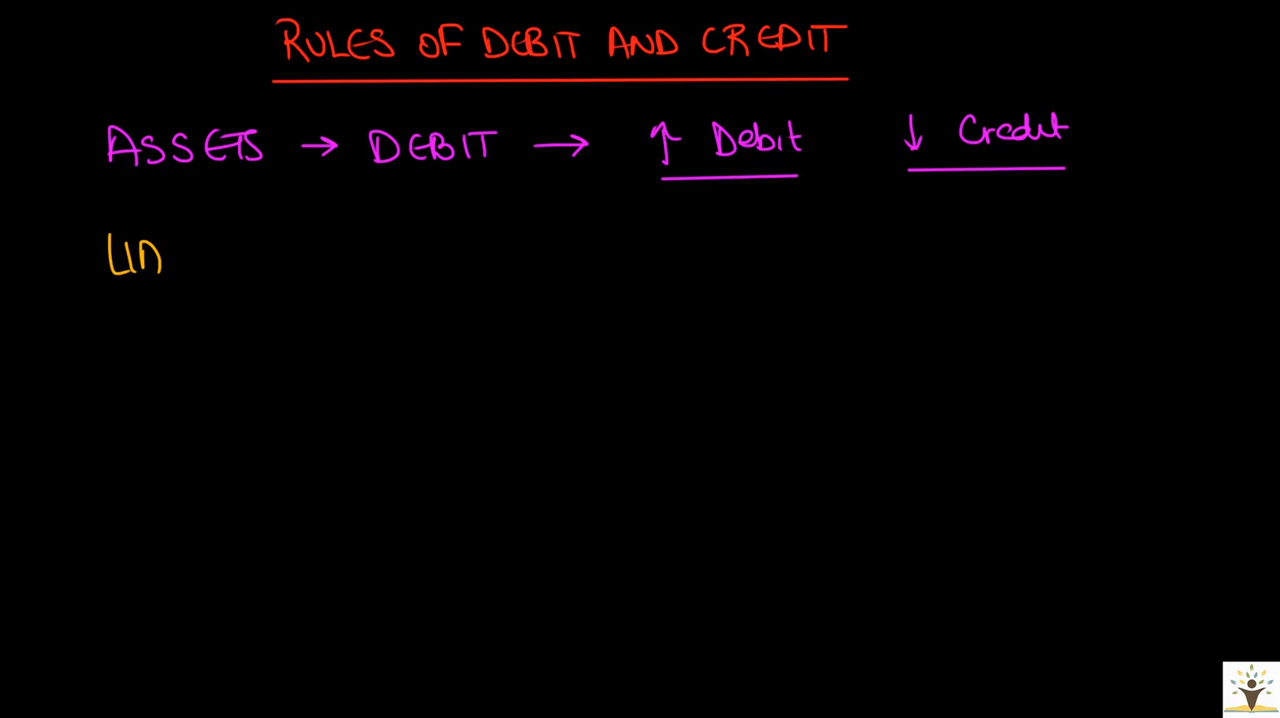 RULES OF DEBIT AND CREDIT
ASSETS → DEBIT → ↑ Debit ↓ Credit